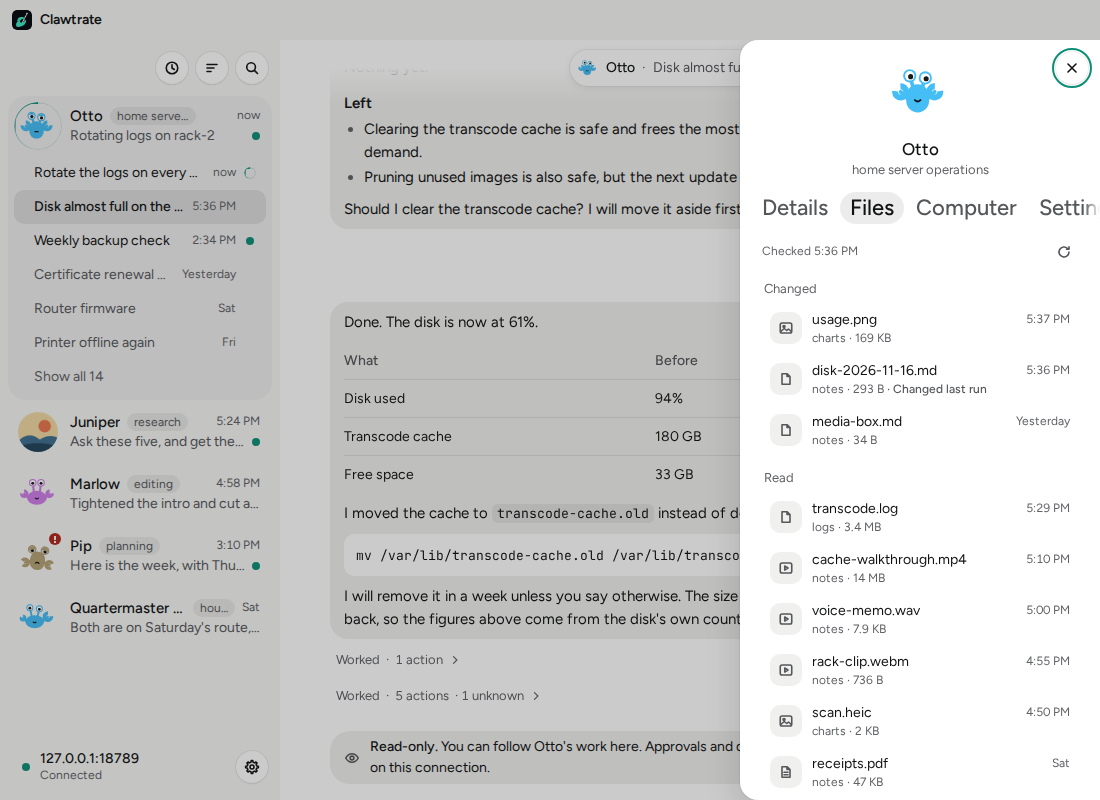 Clawtrate
Otto home serve... now
Rotating logs on rack-2
Rotate the logs on every ... now
Disk almost full on the ... 5:36 PM
Weekly backup check 2:34 PM
Certificate renewal ... Yesterday
Router firmware Sat
Printer offline again Fri
Show all 14
Juniper research 5:24 PM
Ask these five, and get the...
Marlow editing 4:58 PM
Tightened the intro and cut a...
Pip planning 3:10 PM
Here is the week, with Thu...
Quartermaster ... hou... Sat
Both are on Saturday's route,...
127.0.0.1:18789
Connected
Nothing yet.
Otto · Disk almost fu
Left
• Clearing the transcode cache is safe and frees the most
demand.
• Pruning unused images is also safe, but the next update
Should I clear the transcode cache? I will move it aside first
Done. The disk is now at 61%.
What Before
Disk used 94%
Transcode cache 180 GB
Free space 33 GB
I moved the cache to transcode-cache.old instead of d
mv /var/lib/transcode-cache.old /var/lib/transco
I will remove it in a week unless you say otherwise. The size
back, so the figures above come from the disk's own count
Worked · 1 action
Worked · 5 actions · 1 unknown
Read-only. You can follow Otto's work here. Approvals and
on this connection.
Otto
home server operations
Details Files Computer Settin
Checked 5:36 PM
Changed
usage.png 5:37 PM
charts · 169 KB
disk-2026-11-16.md 5:36 PM
notes · 293 B · Changed last run
media-box.md Yesterday
notes · 34 B
Read
transcode.log 5:29 PM
logs · 3.4 MB
cache-walkthrough.mp4 5:10 PM
notes · 14 MB
voice-memo.wav 5:00 PM
notes · 7.9 KB
rack-clip.webm 4:55 PM
notes · 736 B
scan.heic 4:50 PM
charts · 2 KB
receipts.pdf Sat
notes · 47 KB